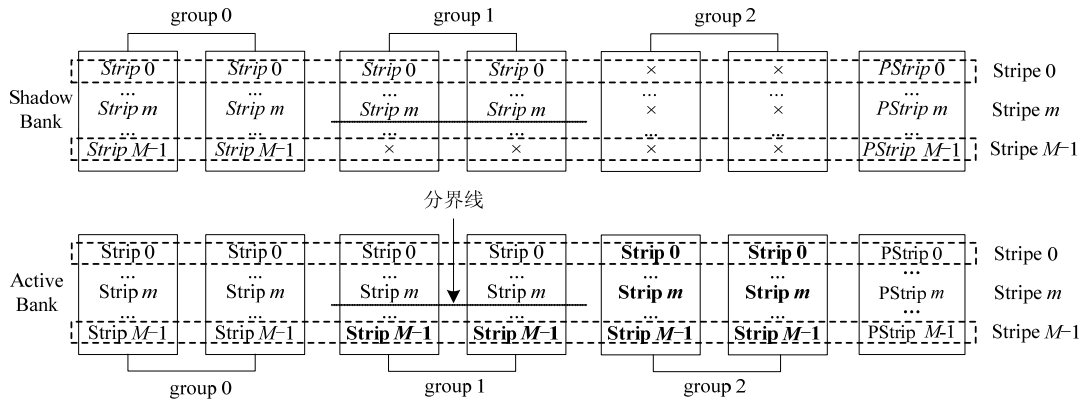 group 0 group 1 group 2
Strip 0 Strip 0 Strip 0 Strip 0 × × PStrip 0 Stripe 0
... ... ... ... ... ... ...
Shadow Bank
Strip m Strip m Strip m Strip m × × PStrip m Stripe m
... ... ... ... ... ... ...
Strip M−1 Strip M−1 × × × × PStrip M−1 Stripe M−1
分界线
Strip 0 Strip 0 Strip 0 Strip 0 Strip 0 Strip 0 PStrip 0 Stripe 0
... ... ... ... ... ... ...
Active Bank
Strip m Strip m Strip m Strip m Strip m Strip m PStrip m Stripe m
... ... ... ... ... ... ...
Strip M−1 Strip M−1 Strip M−1 Strip M−1 Strip M−1 Strip M−1 PStrip M-1 Stripe M−1
group 0 group 1 group 2